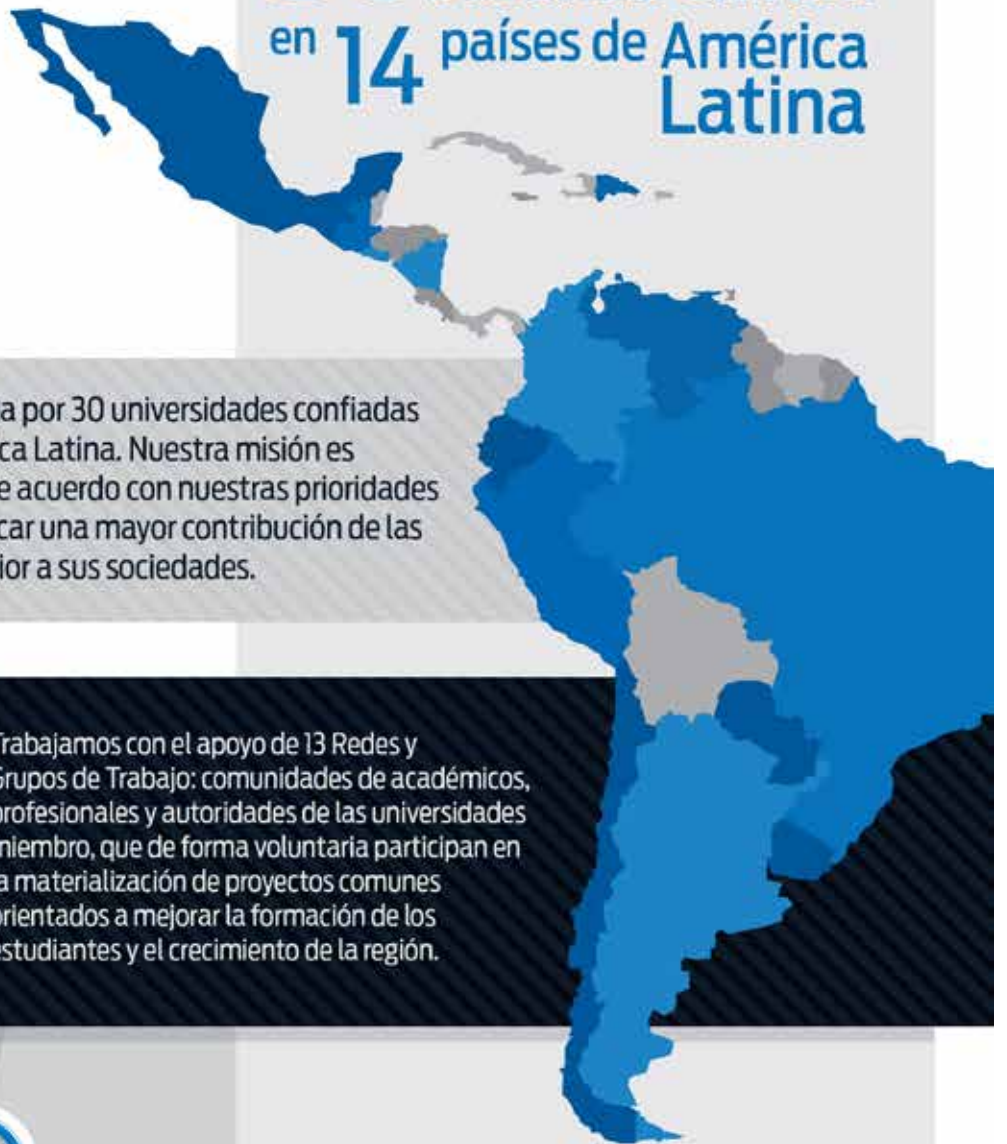 en 14 países de América
Latina
a por 30 universidades confiadas
ca Latina. Nuestra misión es
e acuerdo con nuestras prioridades
car una mayor contribución de las
ior a sus sociedades.
Trabajamos con el apoyo de 13 Redes y
Grupos de Trabajo: comunidades de académicos,
profesionales y autoridades de las universidades
miembro, que de forma voluntaria participan en
la materialización de proyectos comunes
orientados a mejorar la formación de los
estudiantes y el crecimiento de la región.